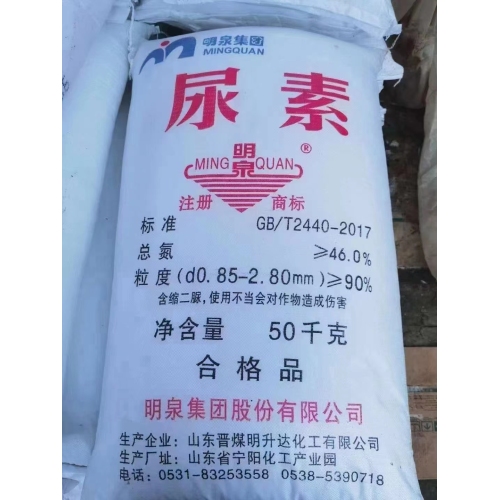 明泉集团
MINGQUAN
尿素
MING 明泉 QUAN ®
注册 商标
标准 GB/T2440-2017
总氮 ≥46.0%
粒度(d0.85-2.80mm)≥90%
含缩二脲,使用不当会对作物造成伤害
净含量 50千克
合格品
明泉集团股份有限公司
生产企业:山东晋煤明升达化工有限公司
生产厂址:山东省宁阳化工产业园
电话:0531-83253558 0538-5390718